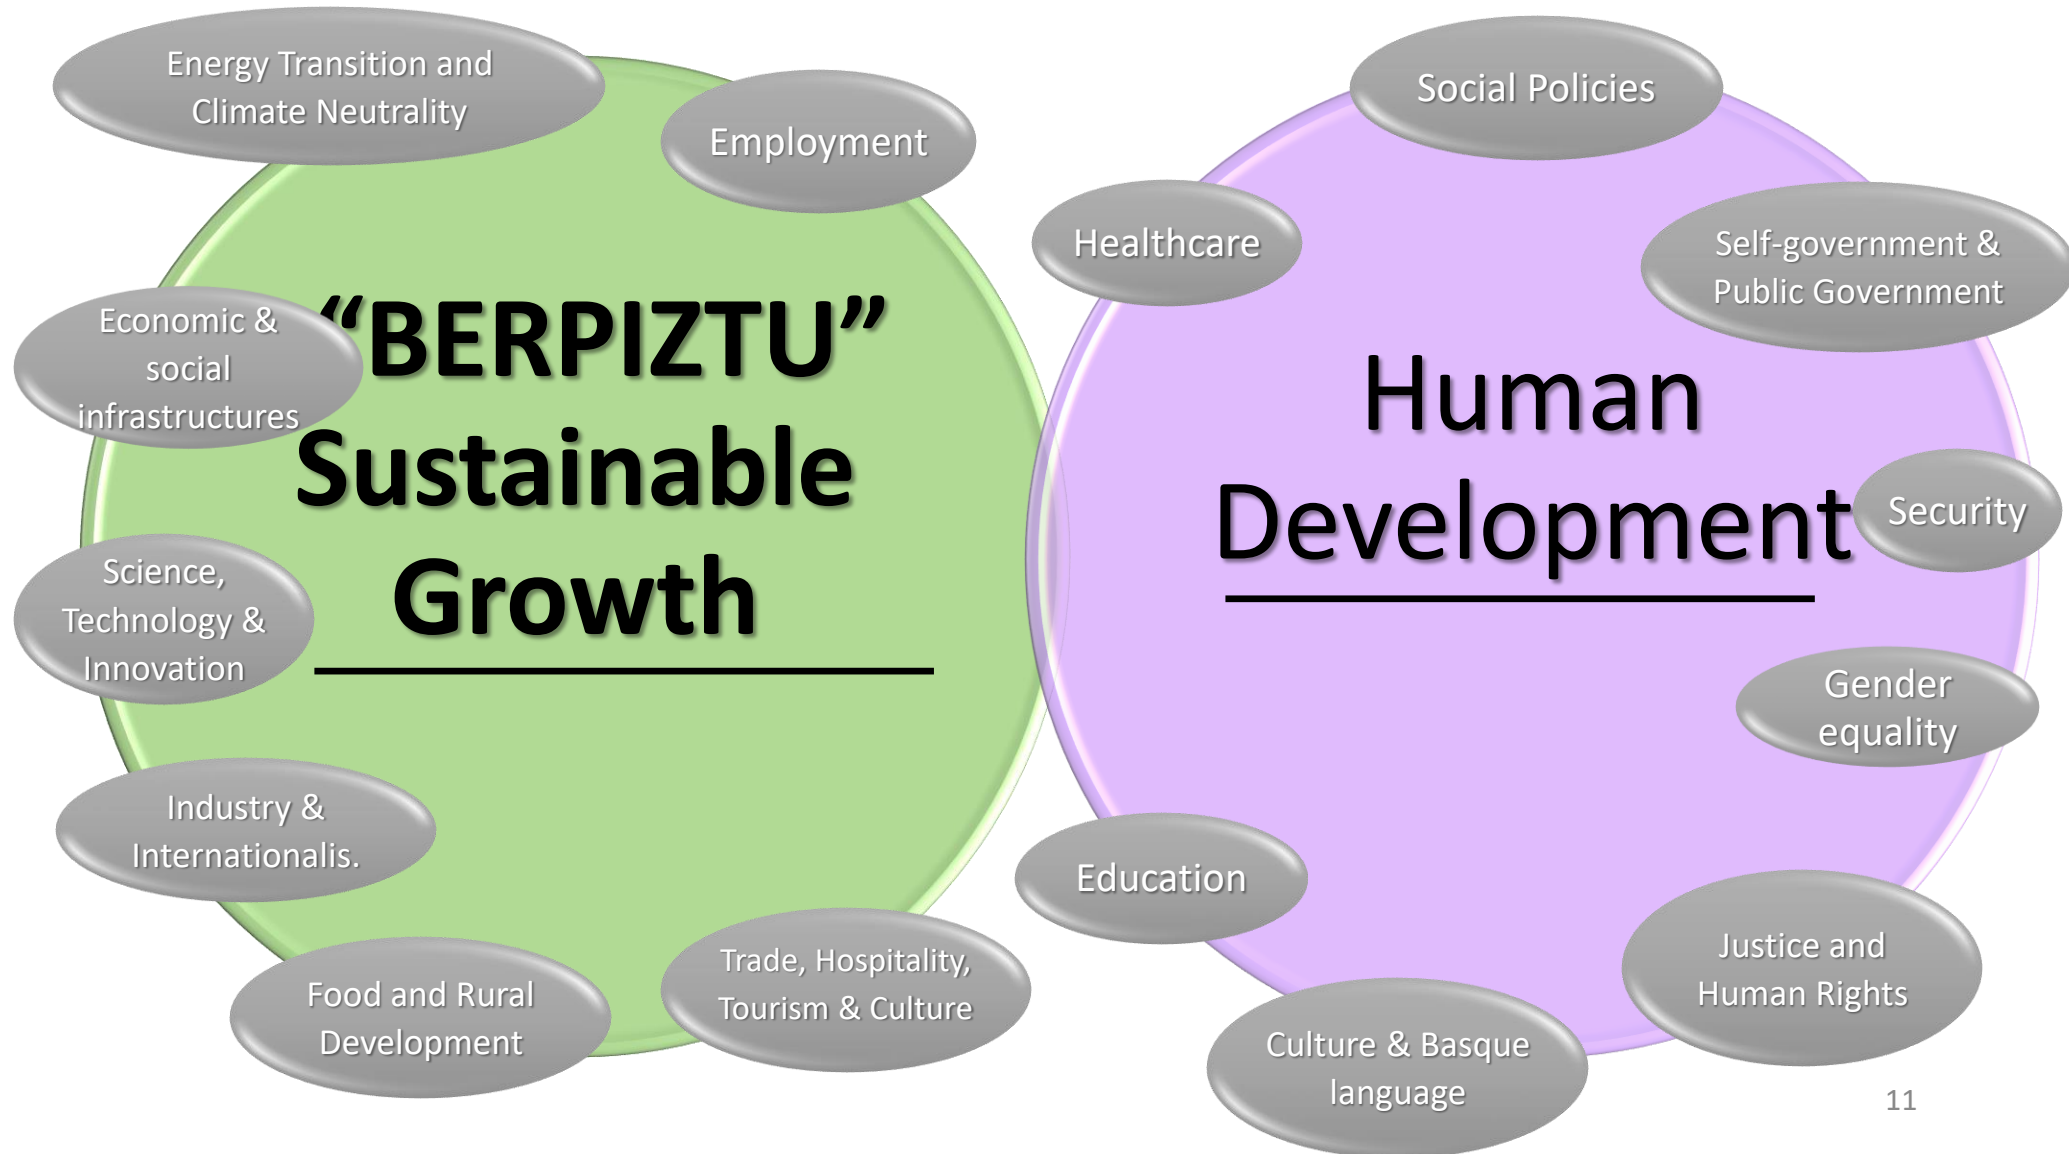 Energy Transition and
Climate Neutrality
Employment
Economic &
social
infrastructures
“BERPIZTU”
Sustainable
Growth
Science,
Technology &
Innovation
Industry &
Internationalis.
Food and Rural
Development
Trade, Hospitality,
Tourism & Culture
Social Policies
Healthcare
Self-government &
Public Government
Human
Development
Security
Gender
equality
Education
Justice and
Human Rights
Culture & Basque
language
11